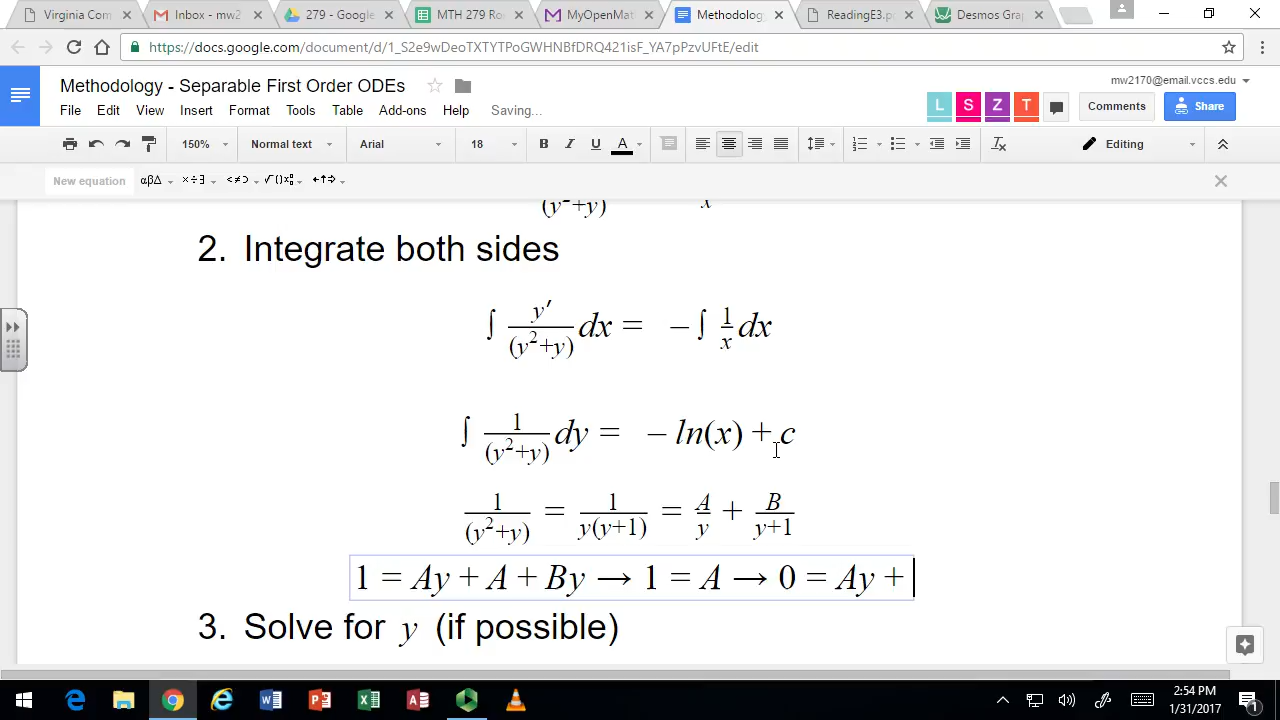 Virginia Com
Inbox - mw2
279 - Google
MTH 279 Ro
MyOpenMat
Methodolog
ReadingE3.p
Desmos Grap
https://docs.google.com/document/d/1_S2e9wDeoTXTYTPoGWHNBfDRQ421isF_YA7pPzvUFtE/edit
Methodology - Separable First Order ODEs
mw2170@email.vccs.edu
File Edit View Insert Format Tools Table Add-ons Help Saving...
L S Z T Comments Share
150% Normal text Arial 18 B I U A Editing
New equation αβΔ ×÷∃ <≠⊃ √()x ←↑→
(y²+y) x
2. Integrate both sides
∫ y′/(y²+y) dx = − ∫ 1/x dx
∫ 1/(y²+y) dy = − ln(x) + c
1/(y²+y) = 1/y(y+1) = A/y + B/y+1
1 = Ay + A + By → 1 = A → 0 = Ay +
3. Solve for y (if possible)
2:54 PM
1/31/2017
1